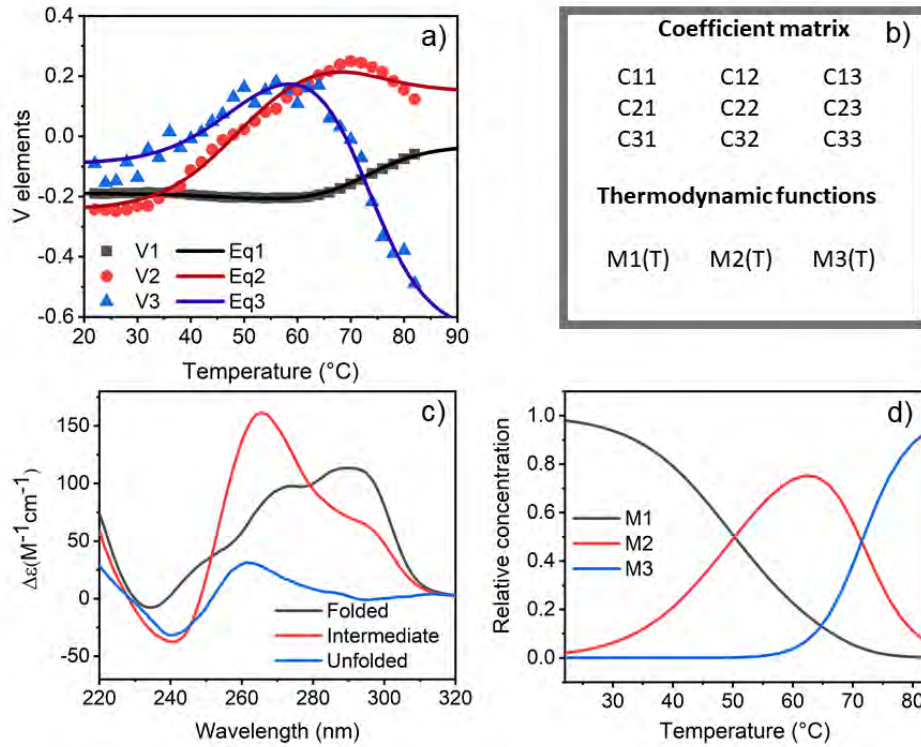 a)
V elements
0.4
0.2
0.0
-0.2
-0.4
-0.6
V1 Eq1
V2 Eq2
V3 Eq3
20 30 40 50 60 70 80 90
Temperature (°C)
b)
Coefficient matrix
C11 C12 C13
C21 C22 C23
C31 C32 C33
Thermodynamic functions
M1(T) M2(T) M3(T)
c)
Δε(M⁻¹cm⁻¹)
150
100
50
0
-50
Folded
Intermediate
Unfolded
220 240 260 280 300 320
Wavelength (nm)
d)
Relative concentration
1.0
0.8
0.6
0.4
0.2
0.0
M1
M2
M3
30 40 50 60 70 80
Temperature (°C)